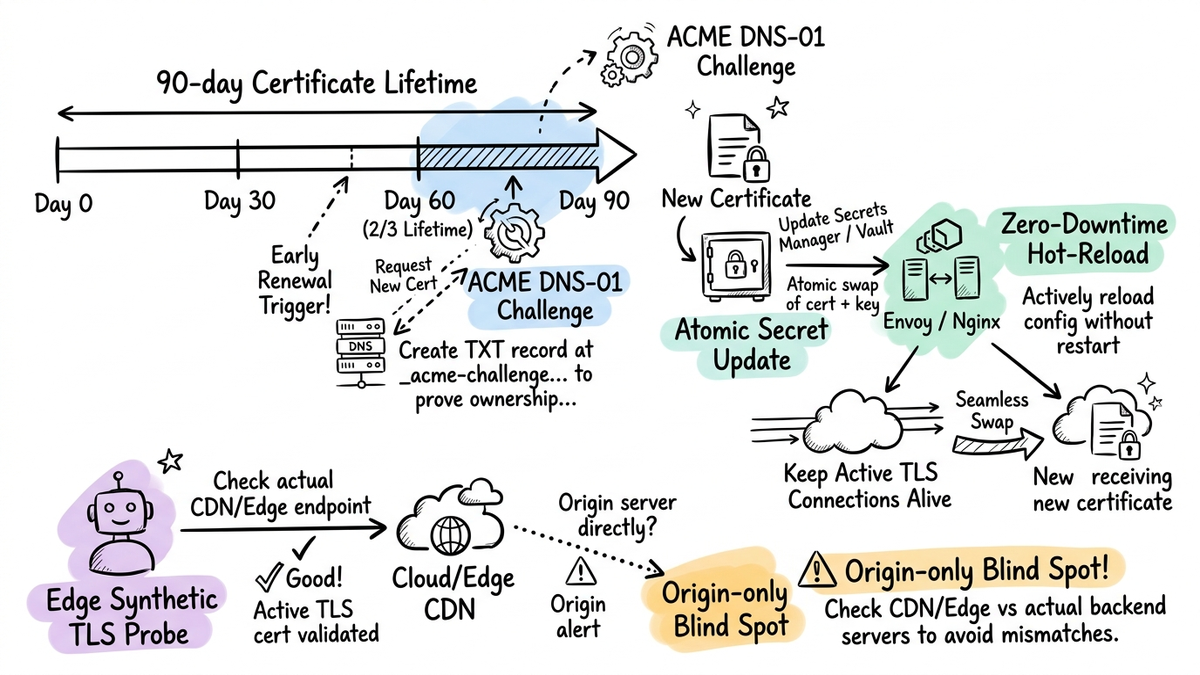 90-day Certificate Lifetime
Day 0
Day 30
Day 60
(2/3 Lifetime)
Day 90
Early
Renewal
Trigger!
Request
New Cert
ACME DNS-01
Challenge
DNS
Create TXT record at
_acme-challenge... to
prove ownership...
ACME DNS-01
Challenge
New Certificate
Update Secrets
Manager / Vault
Atomic swap
of cert + key
Atomic Secret
Update
Envoy / Nginx
Zero-Downtime
Hot-Reload
Actively reload
config without
restart
Keep Active TLS
Connections Alive
Seamless
Swap
New receiving
new certificate
Edge Synthetic
TLS Probe
Check actual
CDN/Edge endpoint
Good!
Active TLS
cert validated
Cloud/Edge
CDN
Origin server
directly?
Origin
alert
Origin-only
Blind Spot
Origin-only Blind Spot!
Check CDN/Edge vs actual backend
servers to avoid mismatches.